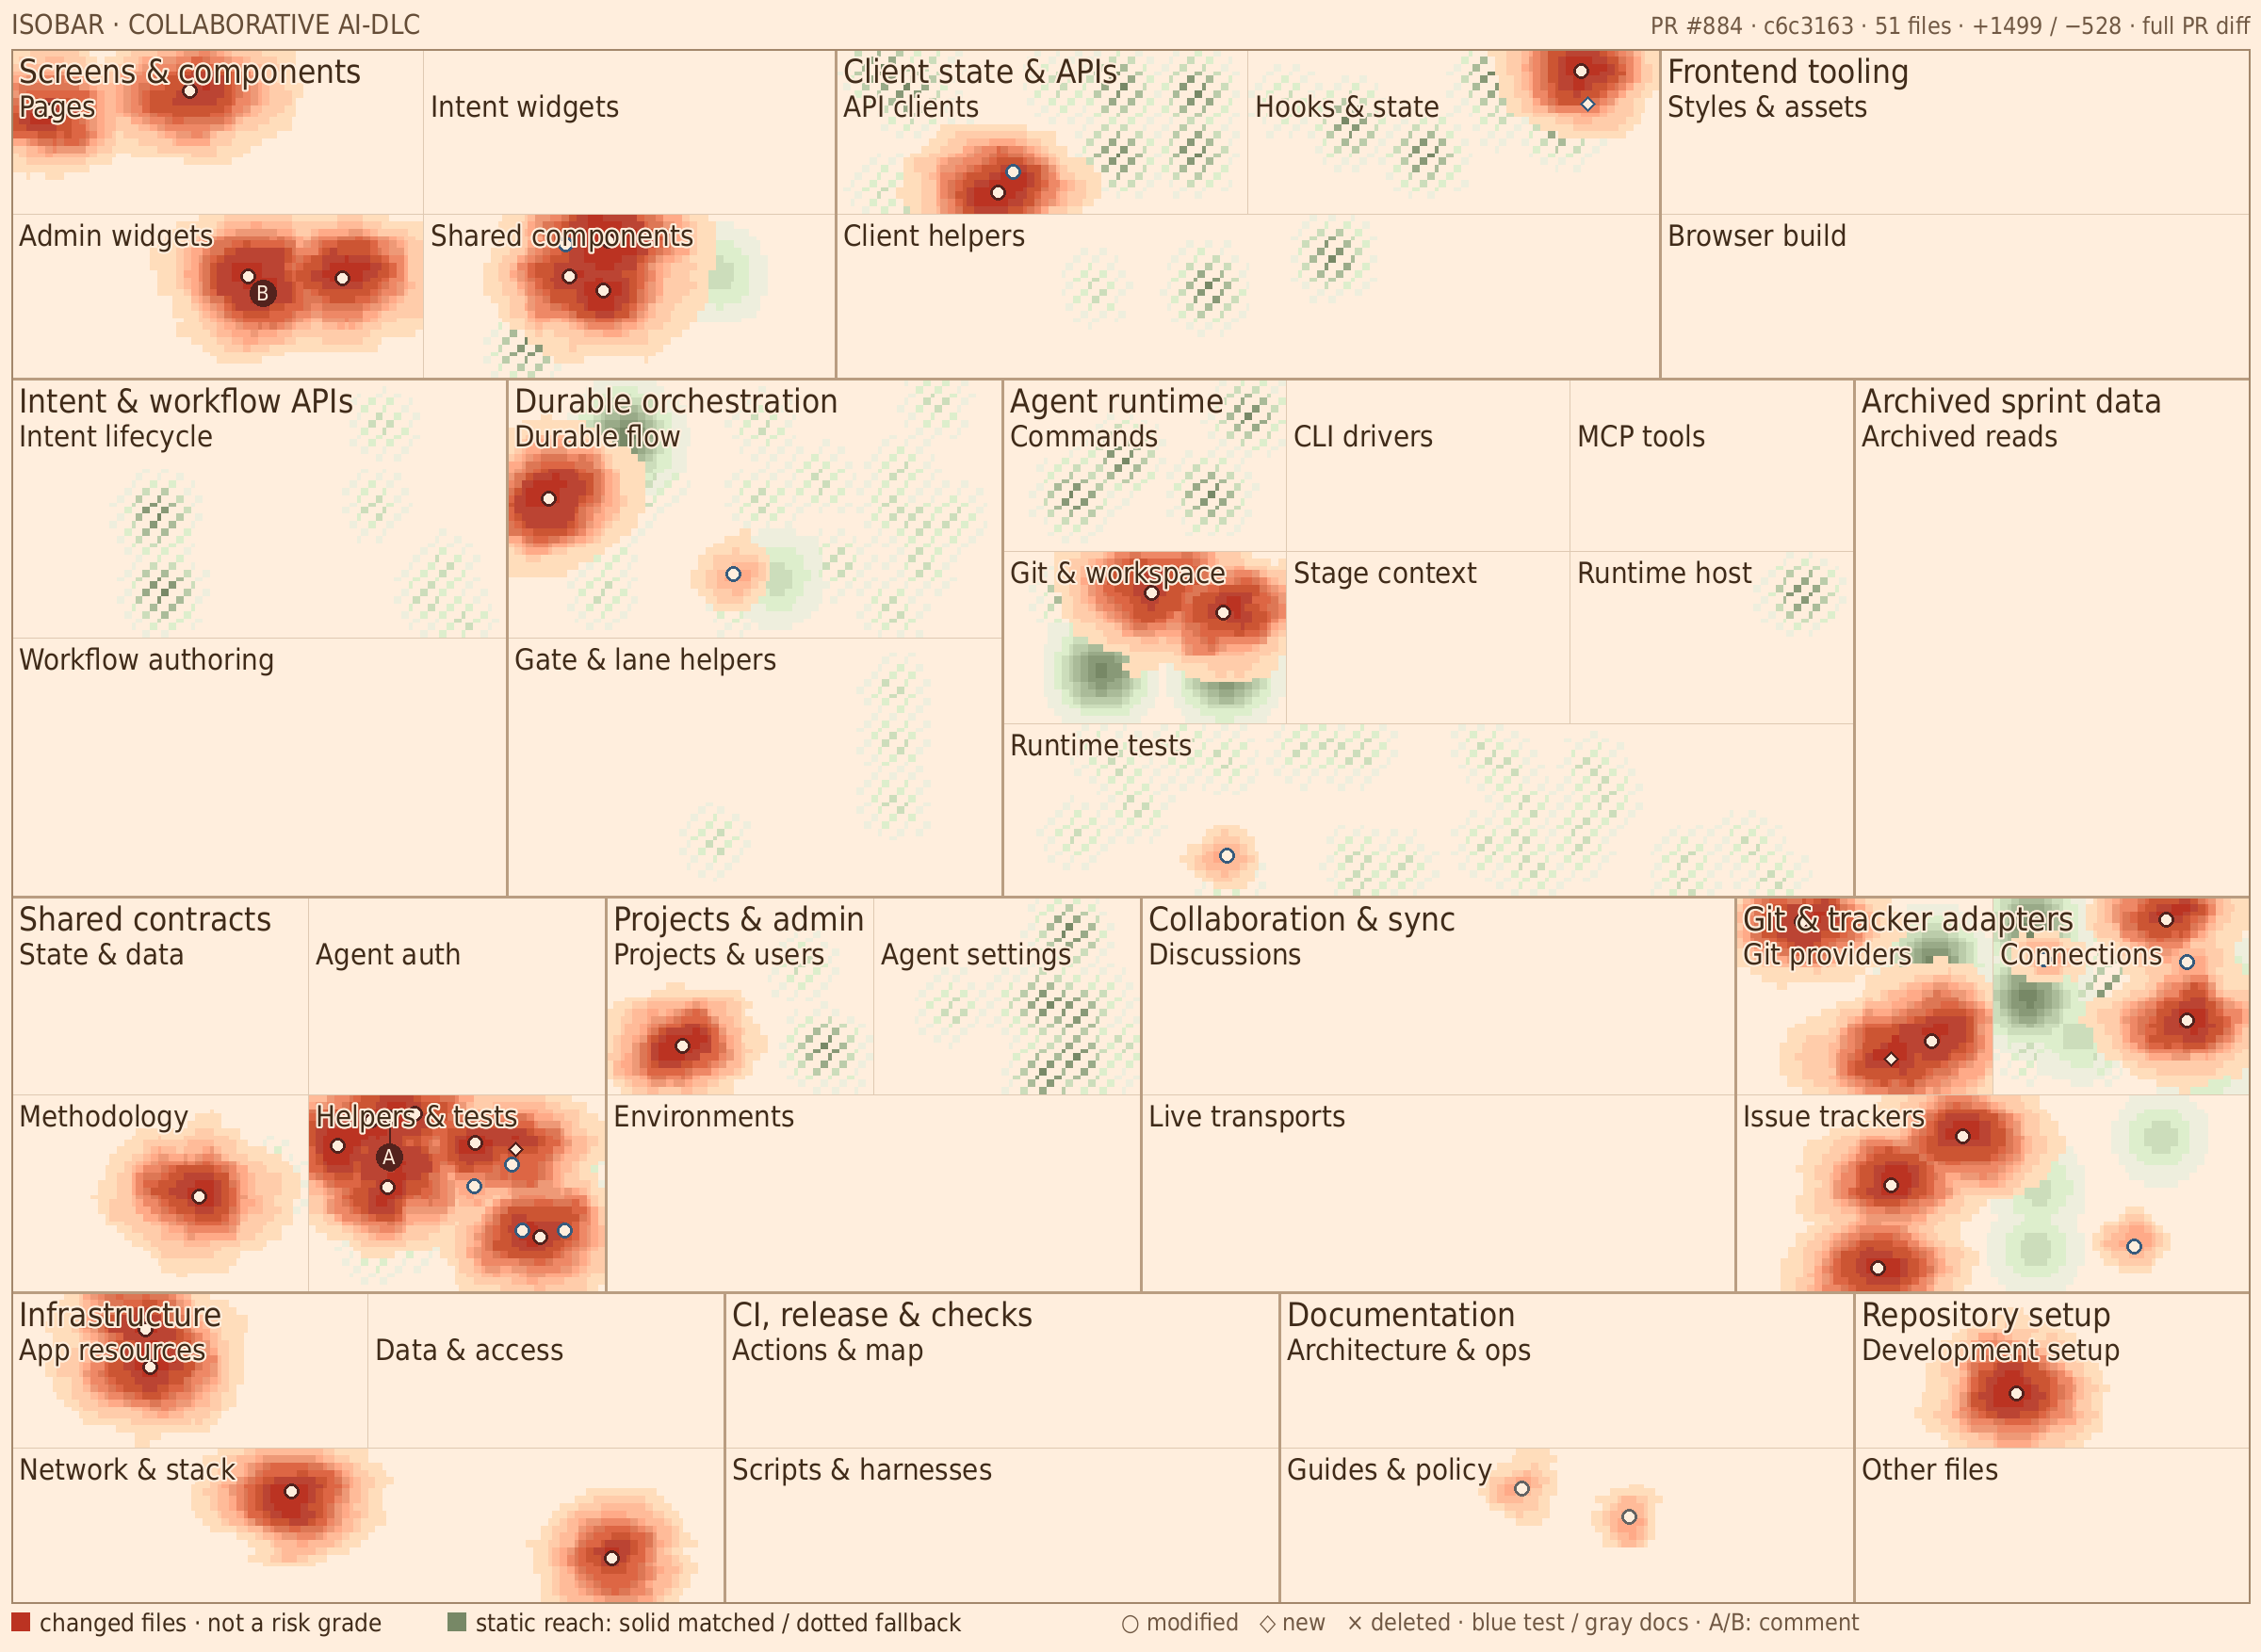 ISOBAR · COLLABORATIVE AI-DLC
PR #884 · c6c3163 · 51 files · +1499 / −528 · full PR diff
Screens & components
Pages
Intent widgets
Client state & APIs
API clients
Hooks & state
Frontend tooling
Styles & assets
Admin widgets
B
Shared components
Client helpers
Browser build
Intent & workflow APIs
Intent lifecycle
Durable orchestration
Durable flow
Agent runtime
Commands
CLI drivers
MCP tools
Archived sprint data
Archived reads
Git & workspace
Stage context
Runtime host
Workflow authoring
Gate & lane helpers
Runtime tests
Shared contracts
State & data
Agent auth
Projects & admin
Projects & users
Agent settings
Collaboration & sync
Discussions
Git & tracker adapters
Git providers
Connections
Methodology
Helpers & tests
A
Environments
Live transports
Issue trackers
Infrastructure
App resources
Data & access
CI, release & checks
Actions & map
Documentation
Architecture & ops
Repository setup
Development setup
Network & stack
Scripts & harnesses
Guides & policy
Other files
changed files · not a risk grade
static reach: solid matched / dotted fallback
○ modified ◇ new × deleted · blue test / gray docs · A/B: comment